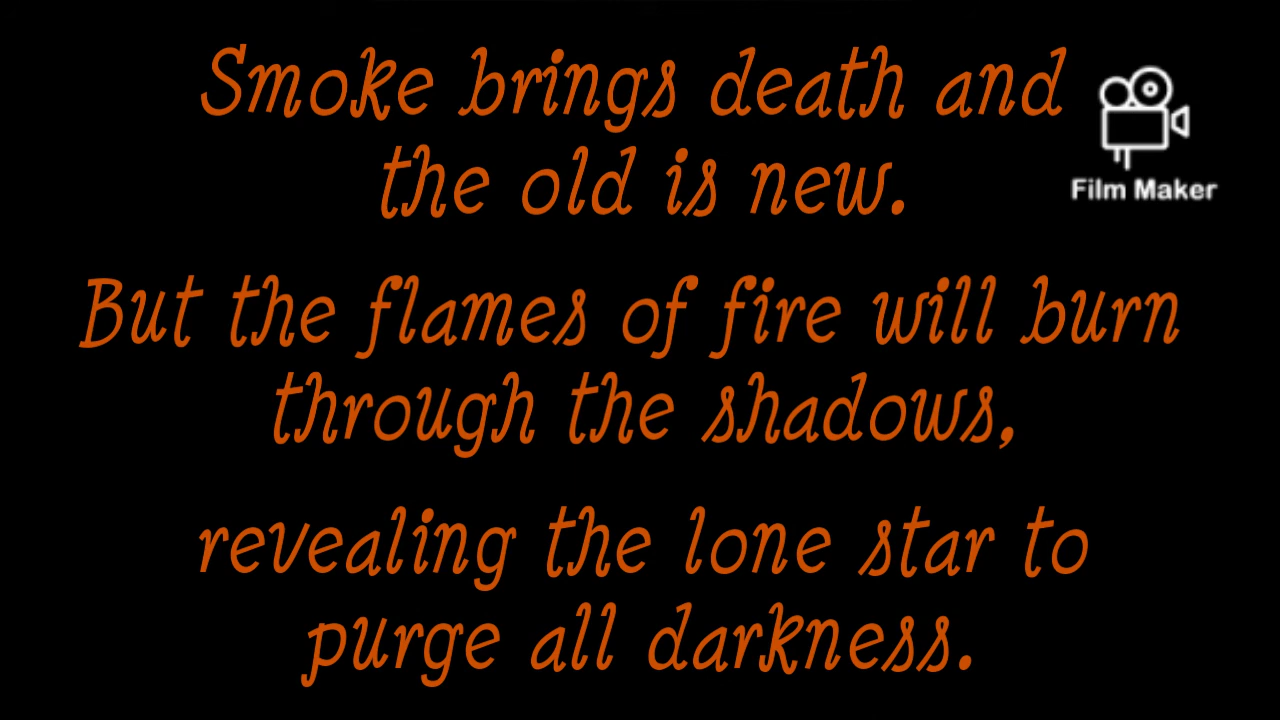 Smoke brings death and
the old is new.
Film Maker
But the flames of fire will burn
through the shadows,
revealing the lone star to
purge all darkness.